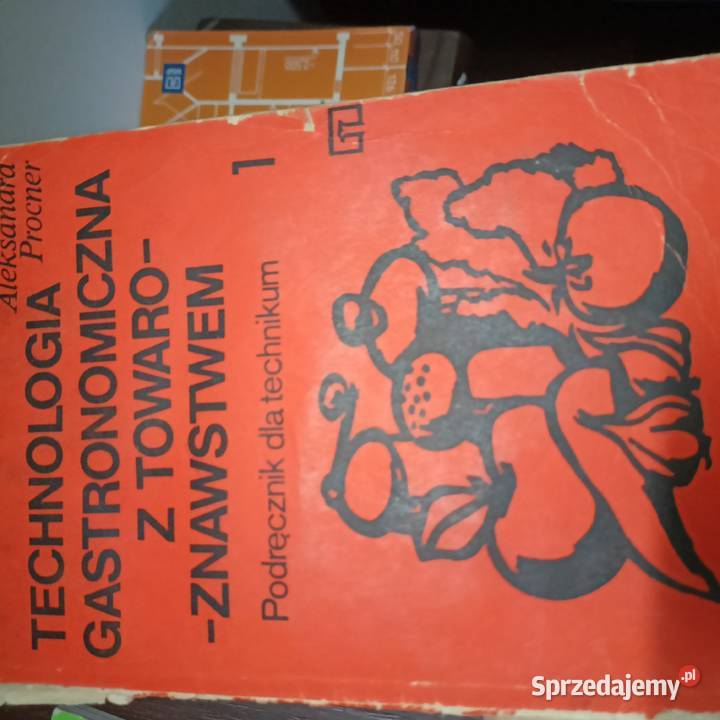 Aleksandra
Procner
TECHNOLOGIA
GASTRONOMICZNA
Z TOWARO-
-ZNAWSTWEM
1
Podręcznik dla technikum
Sprzedajemy.pl